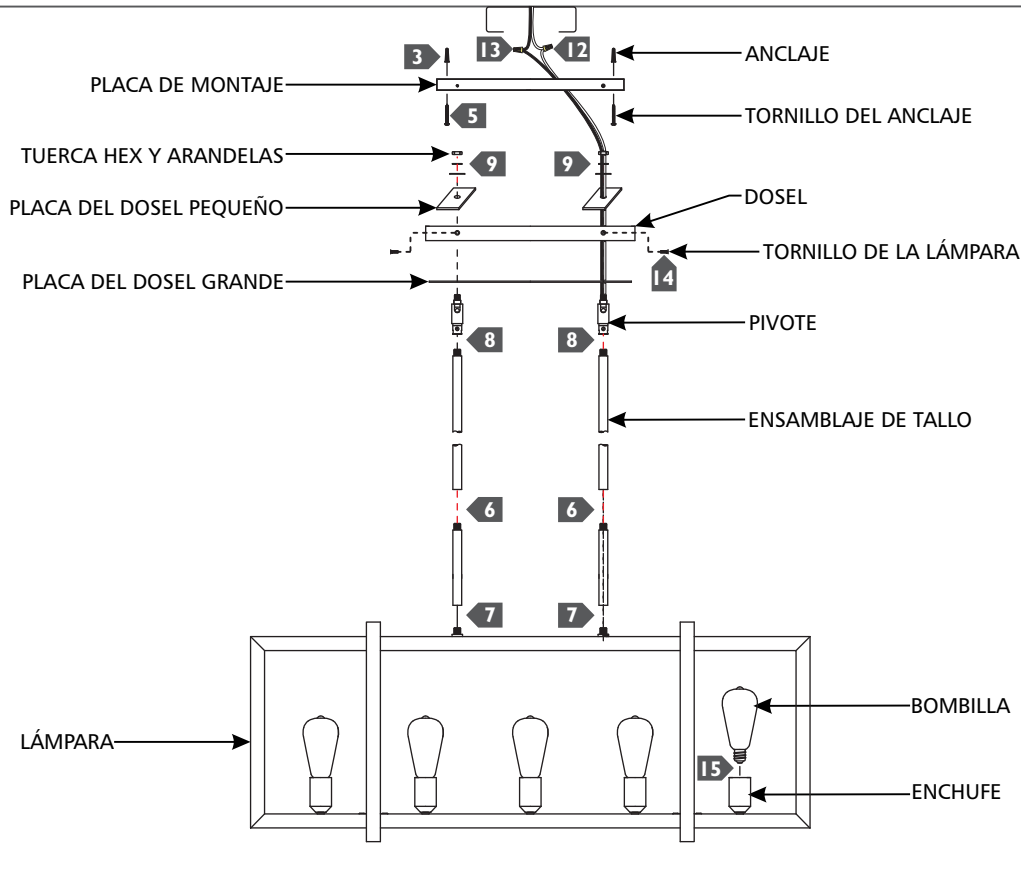 13
12
3
ANCLAJE
PLACA DE MONTAJE
5
TORNILLO DEL ANCLAJE
TUERCA HEX Y ARANDELAS
9
9
PLACA DEL DOSEL PEQUEÑO
DOSEL
TORNILLO DE LA LÁMPARA
14
PLACA DEL DOSEL GRANDE
PIVOTE
8
8
ENSAMBLAJE DE TALLO
6
6
7
7
BOMBILLA
LÁMPARA
15
ENCHUFE